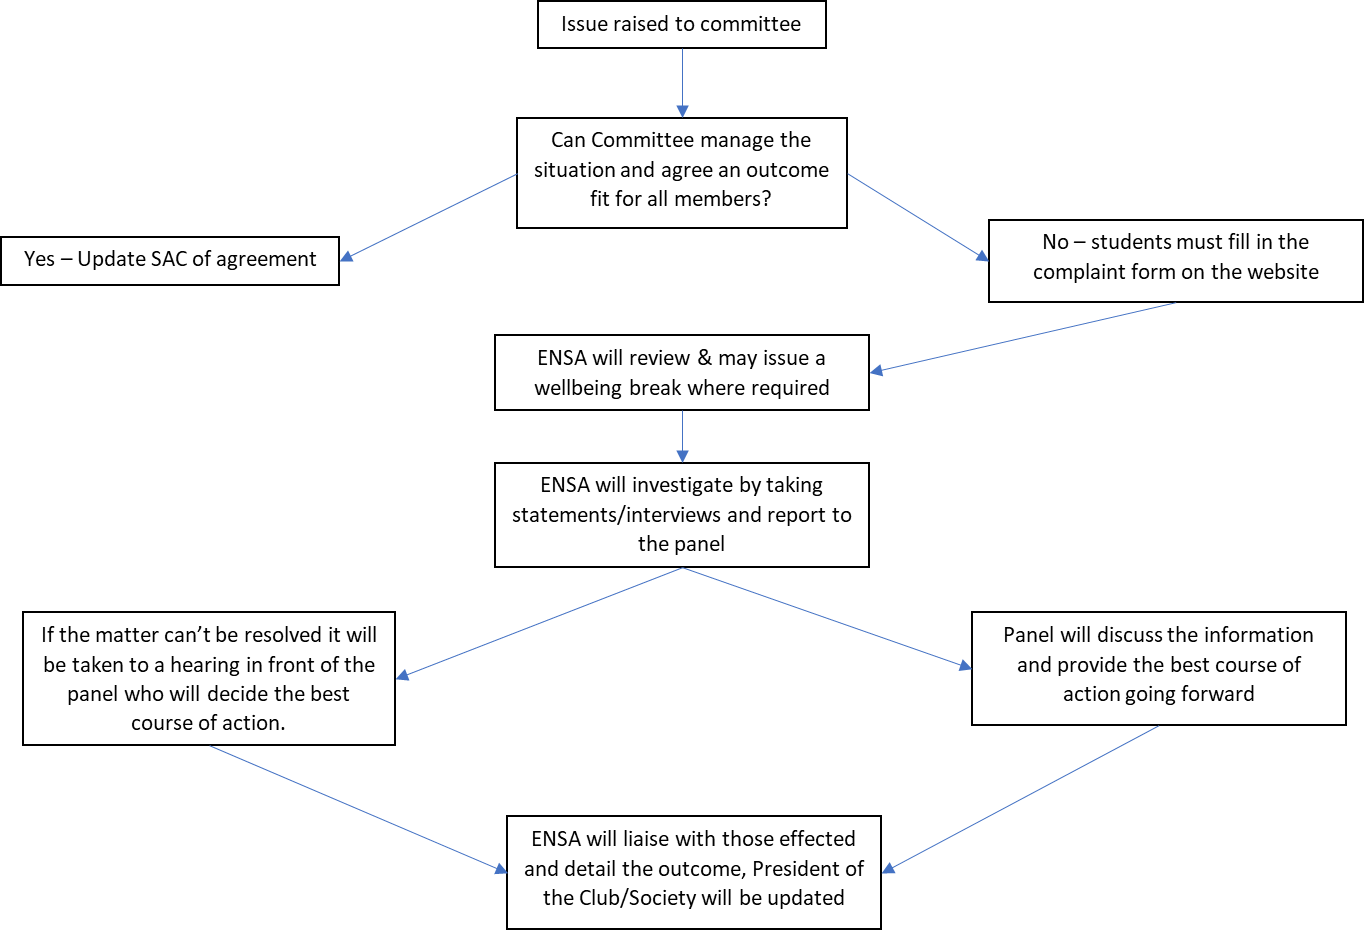 Issue raised to committee
Can Committee manage the
situation and agree an outcome
fit for all members?
Yes – Update SAC of agreement
No – students must fill in the
complaint form on the website
ENSA will review & may issue a
wellbeing break where required
ENSA will investigate by taking
statements/interviews and report to
the panel
If the matter can’t be resolved it will
be taken to a hearing in front of the
panel who will decide the best
course of action.
Panel will discuss the information
and provide the best course of
action going forward
ENSA will liaise with those effected
and detail the outcome, President of
the Club/Society will be updated